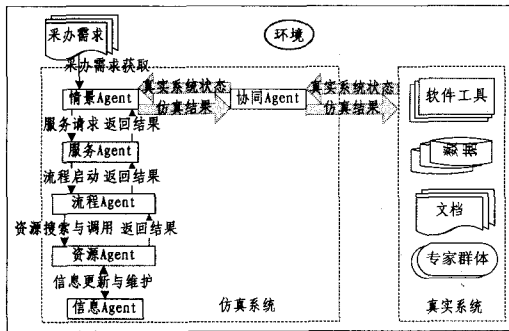 采办需求
环境
采办需求获取
真实系统状态
真实系统状态
情景Agent
协同Agent
仿真结果
仿真结果
软件工具
服务请求 返回结果
服务Agent
数据
流程启动 返回结果
流程Agent
文档
资源搜索与调用 返回结果
资源Agent
专家群体
信息更新与维护
信息Agent
仿真系统
真实系统